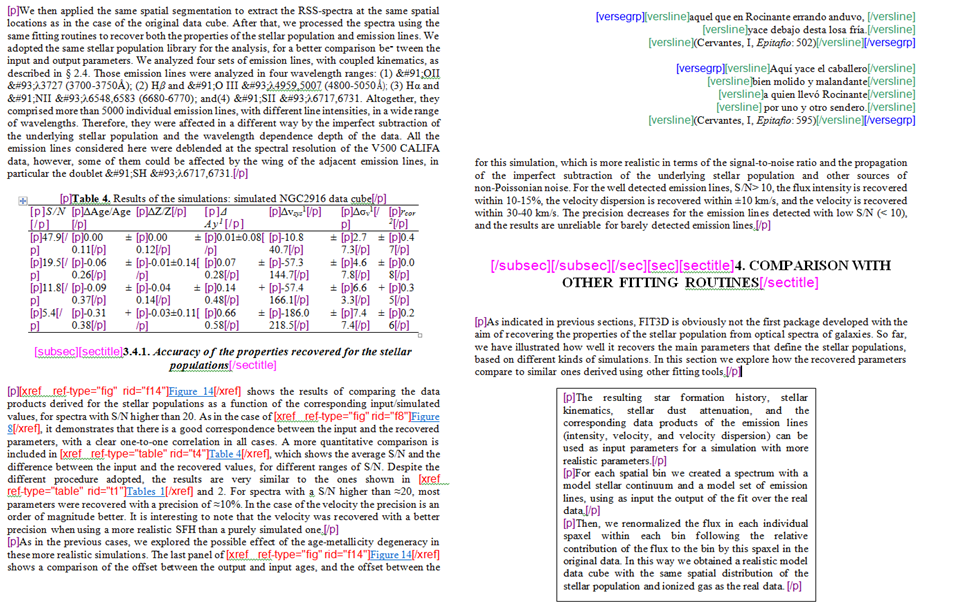 [p]We then applied the same spatial segmentation to extract the RSS-spectra at the same spatial
locations as in the case of the original data cube. After that, we processed the spectra using the
same fitting routines to recover both the properties of the stellar population and emission lines. We
adopted the same stellar population library for the analysis, for a better comparison be* tween the
input and output parameters. We analyzed four sets of emission lines, with coupled kinematics, as
described in § 2.4. Those emission lines were analyzed in four wavelength ranges: (1) &#91;OII
&#93;λ3727 (3700-3750Å); (2) Hβ and &#91;O III &#93;λ4959,5007 (4800-5050Å); (3) Hα and
&#91;NII &#93;λ6548,6583 (6680-6770); and(4) &#91;SII &#93;λ6717,6731. Altogether, they
comprised more than 5000 individual emission lines, with different line intensities, in a wide range
of wavelengths. Therefore, they were affected in a different way by the imperfect subtraction of
the underlying stellar population and the wavelength dependence depth of the data. All the
emission lines considered here were deblended at the spectral resolution of the V500 CALIFA
data, however, some of them could be affected by the wing of the adjacent emission lines, in
particular the doublet &#91;SH &#93;λ6717,6731.[/p]
[p]Table 4. Results of the simulations: simulated NGC2916 data cube[/p]
[p]S/N [p]ΔAge/Age [p]ΔZ/Z[/p] [p]Δ [p]Δvsys¹[/p] [p]Δσv¹[/ [p]rcor
[/p] [/p] Av¹[/p] p] ²[/p]
[p]47.9[/ [p]0.00 ± [p]0.00 ± [p]0.01±0.08[ [p]-10.8 ± [p]2.7 ± [p]0.4
p] 0.11[/p] 0.12[/p] /p] 40.7[/p] 7.3[/p] 7[/p]
[p]19.5[/ [p]-0.06 ± [p]-0.01±0.14[ [p]0.07 ± [p]-57.3 ± [p]4.6 ± [p]0.0
p] 0.26[/p] /p] 0.28[/p] 144.7[/p] 7.8[/p] 8[/p]
[p]11.8[/ [p]-0.09 ± [p]-0.04 ± [p]0.14 + [p]-57.4 ± [p]6.6 + [p]0.3
p] 0.37[/p] 0.14[/p] 0.48[/p] 166.1[/p] 3.3[/p] 5[/p]
[p]5.4[/ [p]-0.31 + [p]-0.03±0.11[ [p]0.66 ± [p]-186.0 ± [p]7.4 ± [p]0.2
p] 0.38[/p] /p] 0.58[/p] 218.5[/p] 7.4[/p] 6[/p]
[subsec][sectitle]3.4.1. Accuracy of the properties recovered for the stellar
populations[/sectitle]
[p][xref ref-type="fig" rid="f14"]Figure 14[/xref] shows the results of comparing the data
products derived for the stellar populations as a function of the corresponding input/simulated
values, for spectra with S/N higher than 20. As in the case of [xref ref-type="fig" rid="f8"]Figure
8[/xref], it demonstrates that there is a good correspondence between the input and the recovered
parameters, with a clear one-to-one correlation in all cases. A more quantitative comparison is
included in [xref ref-type="table" rid="t4"]Table 4[/xref], which shows the average S/N and the
difference between the input and the recovered values, for different ranges of S/N. Despite the
different procedure adopted, the results are very similar to the ones shown in [xref
ref-type="table" rid="t1"]Tables 1[/xref] and 2. For spectra with a S/N higher than ≈20, most
parameters were recovered with a precision of ≈10%. In the case of the velocity the precision is an
order of magnitude better. It is interesting to note that the velocity was recovered with a better
precision when using a more realistic SFH than a purely simulated one.[/p]
[p]As in the previous cases, we explored the possible effect of the age-metallicity degeneracy in
these more realistic simulations. The last panel of [xref ref-type="fig" rid="f14"]Figure 14[/xref]
shows a comparison of the offset between the output and input ages, and the offset between the
[versegrp][versline]aquel que en Rocinante errando anduvo, [/versline]
[versline]yace debajo desta losa fría.[/versline]
[versline](Cervantes, I, Epitafio: 502)[/versline][/versegrp]
[versegrp][versline]Aquí yace el caballero[/versline]
[versline]bien molido y malandante[/versline]
[versline]a quien llevó Rocinante[/versline]
[versline] por uno y otro sendero.[/versline]
[versline](Cervantes, I, Epitafio: 595)[/versline][/versegrp]
for this simulation, which is more realistic in terms of the signal-to-noise ratio and the propagation
of the imperfect subtraction of the underlying stellar population and other sources of
non-Poissonian noise. For the well detected emission lines, S/N> 10, the flux intensity is recovered
within 10-15%, the velocity dispersion is recovered within ±10 km/s, and the velocity is recovered
within 30-40 km/s. The precision decreases for the emission lines detected with low S/N (< 10),
and the results are unreliable for barely detected emission lines.[/p]
[/subsec][/subsec][/sec][sec][sectitle]4. COMPARISON WITH
OTHER FITTING ROUTINES[/sectitle]
[p]As indicated in previous sections, FIT3D is obviously not the first package developed with the
aim of recovering the properties of the stellar population from optical spectra of galaxies. So far,
we have illustrated how well it recovers the main parameters that define the stellar populations,
based on different kinds of simulations. In this section we explore how the recovered parameters
compare to similar ones derived using other fitting tools.[/p]
[p]The resulting star formation history, stellar
kinematics, stellar dust attenuation, and the
corresponding data products of the emission lines
(intensity, velocity, and velocity dispersion) can be
used as input parameters for a simulation with more
realistic parameters.[/p]
[p]For each spatial bin we created a spectrum with a
model stellar continuum and a model set of emission
lines, using as input the output of the fit over the real
data.[/p]
[p]Then, we renormalized the flux in each individual
spaxel within each bin following the relative
contribution of the flux to the bin by this spaxel in the
original data. In this way we obtained a realistic model
data cube with the same spatial distribution of the
stellar population and ionized gas as the real data. [/p]